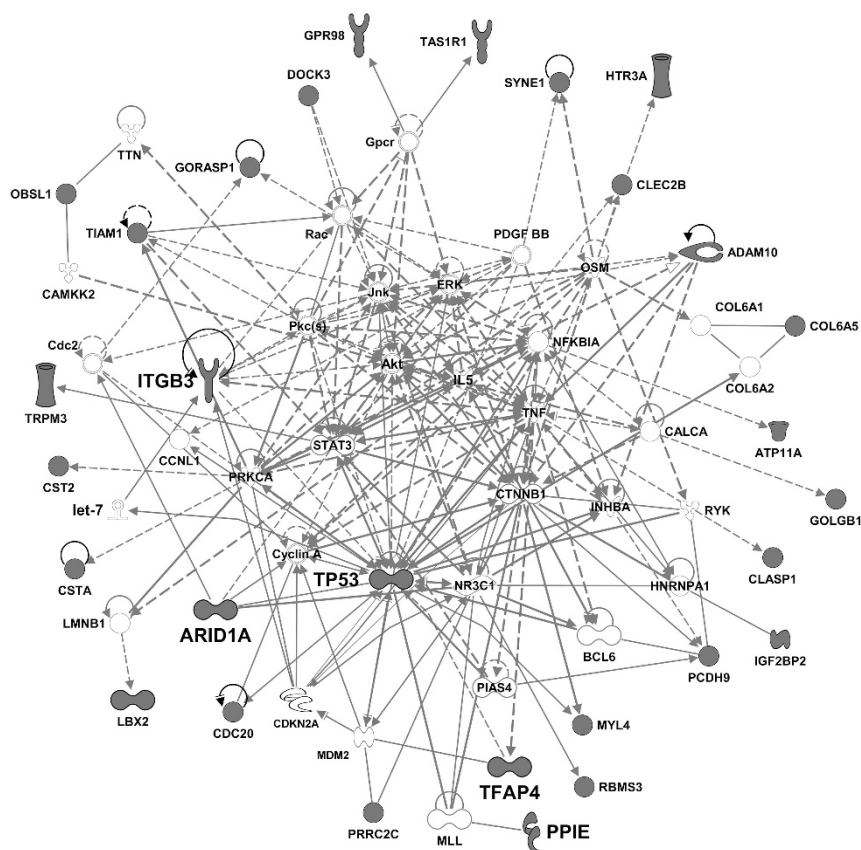 GPR98
TAS1R1
DOCK3
SYNE1
HTR3A
TTN
Gpcr
GORASP1
OBSL1
CLEC2B
TIAM1
Rac
PDGF BB
ADAM10
OSM
CAMKK2
Jnk
ERK
COL6A1
Pkc(s)
COL6A5
Cdc2
NFKBIA
ITGB3
Akt
IL5
COL6A2
TRPM3
TNF
CALCA
STAT3
ATP11A
CCNL1
PRKCA
CST2
CTNNB1
INHBA
GOLGB1
let-7
RYK
Cyclin A
TP53
NR3C1
HNRNPA1
CLASP1
CSTA
LMNB1
ARID1A
BCL6
IGF2BP2
PCDH9
PIAS4
LBX2
CDC20
CDKN2A
MYL4
MDM2
TFAP4
RBMS3
PRRC2C
MLL
PPIE